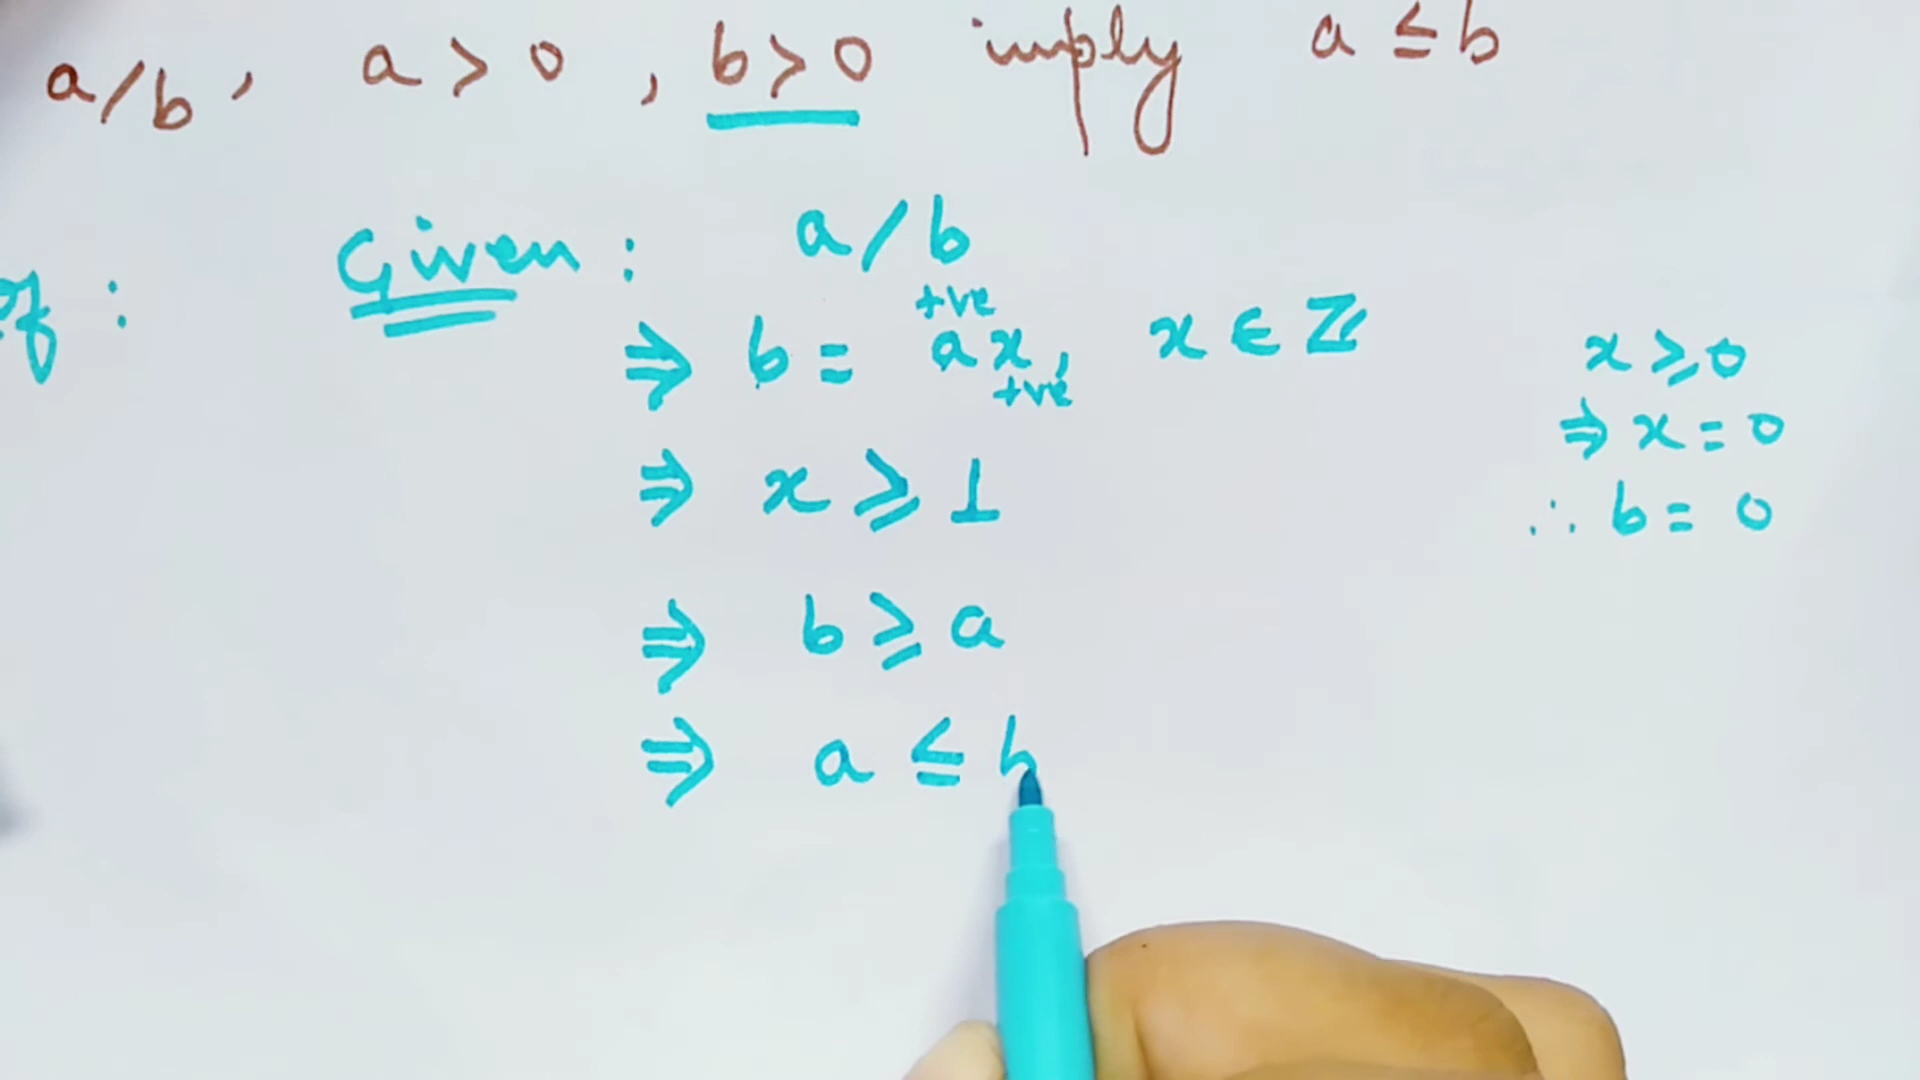 a/b, a > 0, b > 0 imply a ≤ b
Given : a/b
+ve
⇒ b = ax, x ∈ ℤ
+ve
⇒ x ≥ 1
⇒ b ≥ a
⇒ a ≤ b
x ≥ 0
⇒ x = 0
∴ b = 0